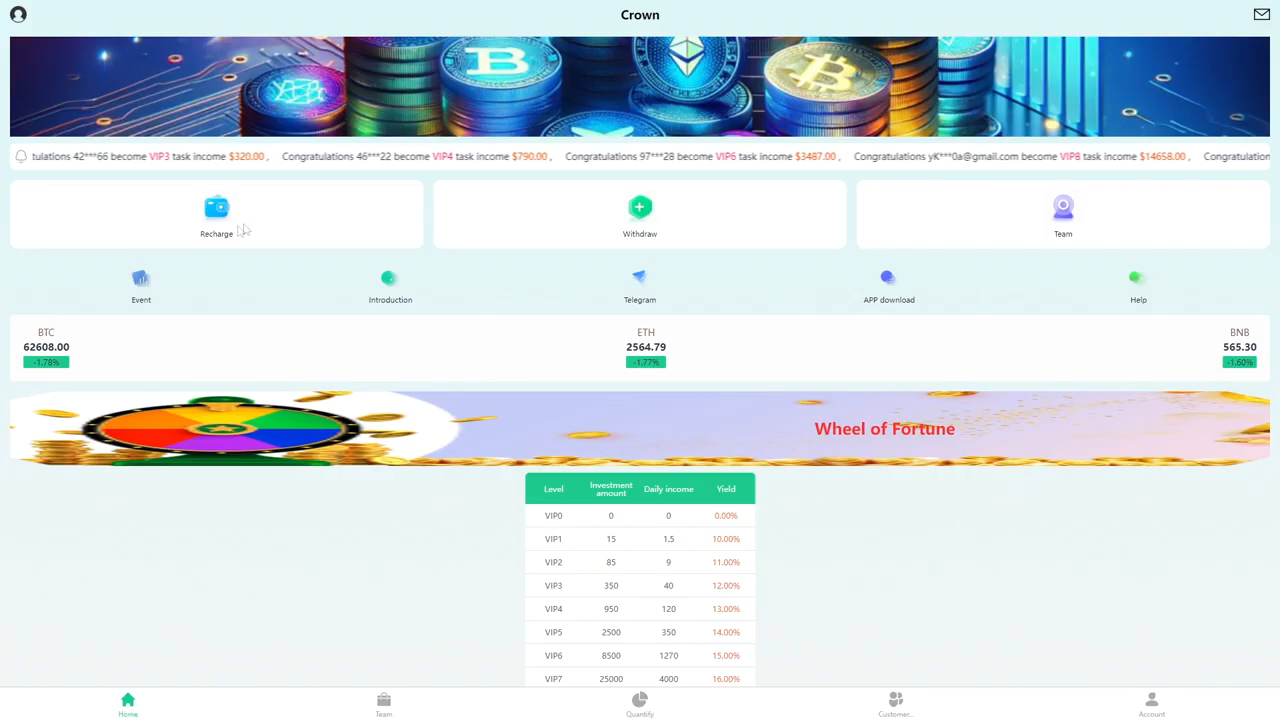 Crown
tulations 42***66 become VIP3 task income $320.00 , Congratulations 46***22 become VIP4 task income $790.00 , Congratulations 97***28 become VIP6 task income $3487.00 , Congratulations yK***0a@gmail.com become VIP8 task income $14658.00 , Congratulation
Recharge Withdraw Team
Event Introduction Telegram APP download Help
BTC ETH BNB
62608.00 2564.79 565.30
-1.78% -1.77% -1.60%
Wheel of Fortune
Level Investment amount Daily income Yield
VIP0 0 0 0.00%
VIP1 15 1.5 10.00%
VIP2 85 9 11.00%
VIP3 350 40 12.00%
VIP4 950 120 13.00%
VIP5 2500 350 14.00%
VIP6 8500 1270 15.00%
VIP7 25000 4000 16.00%
Home Team Quantify Customer... Account